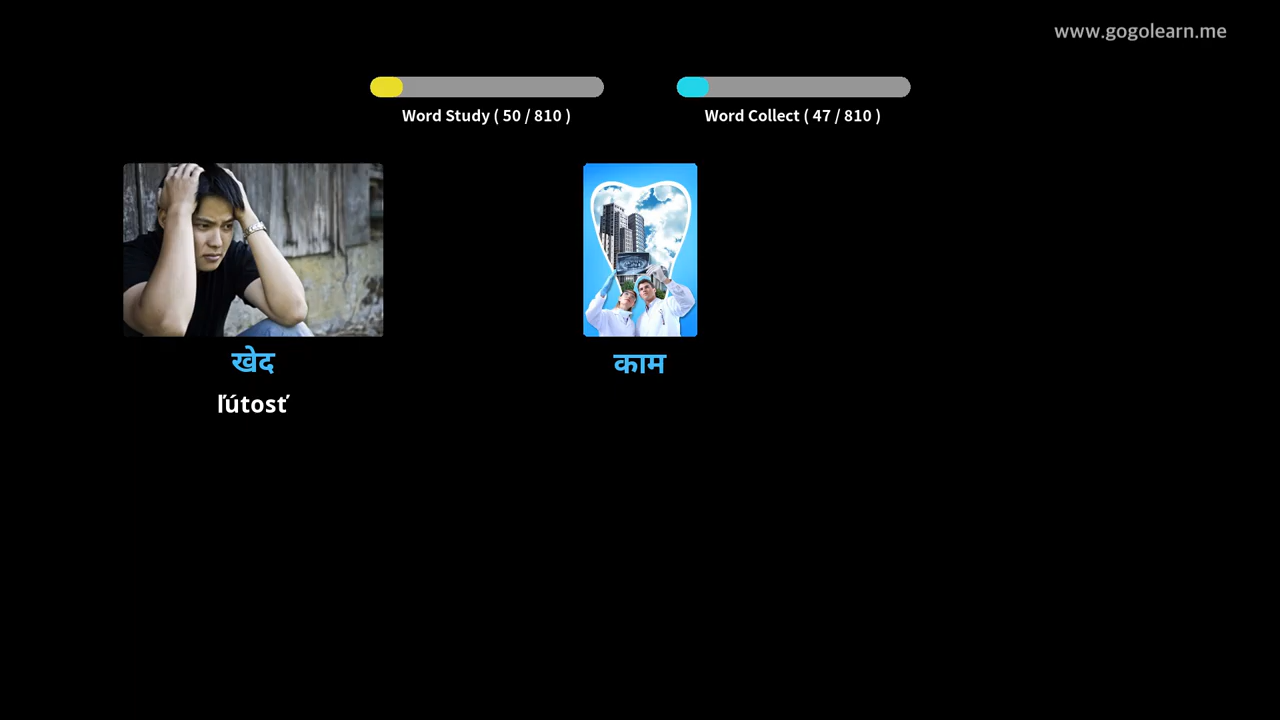 www.gogolearn.me
Word Study ( 50 / 810 )
Word Collect ( 47 / 810 )
खेद
ľútosť
काम